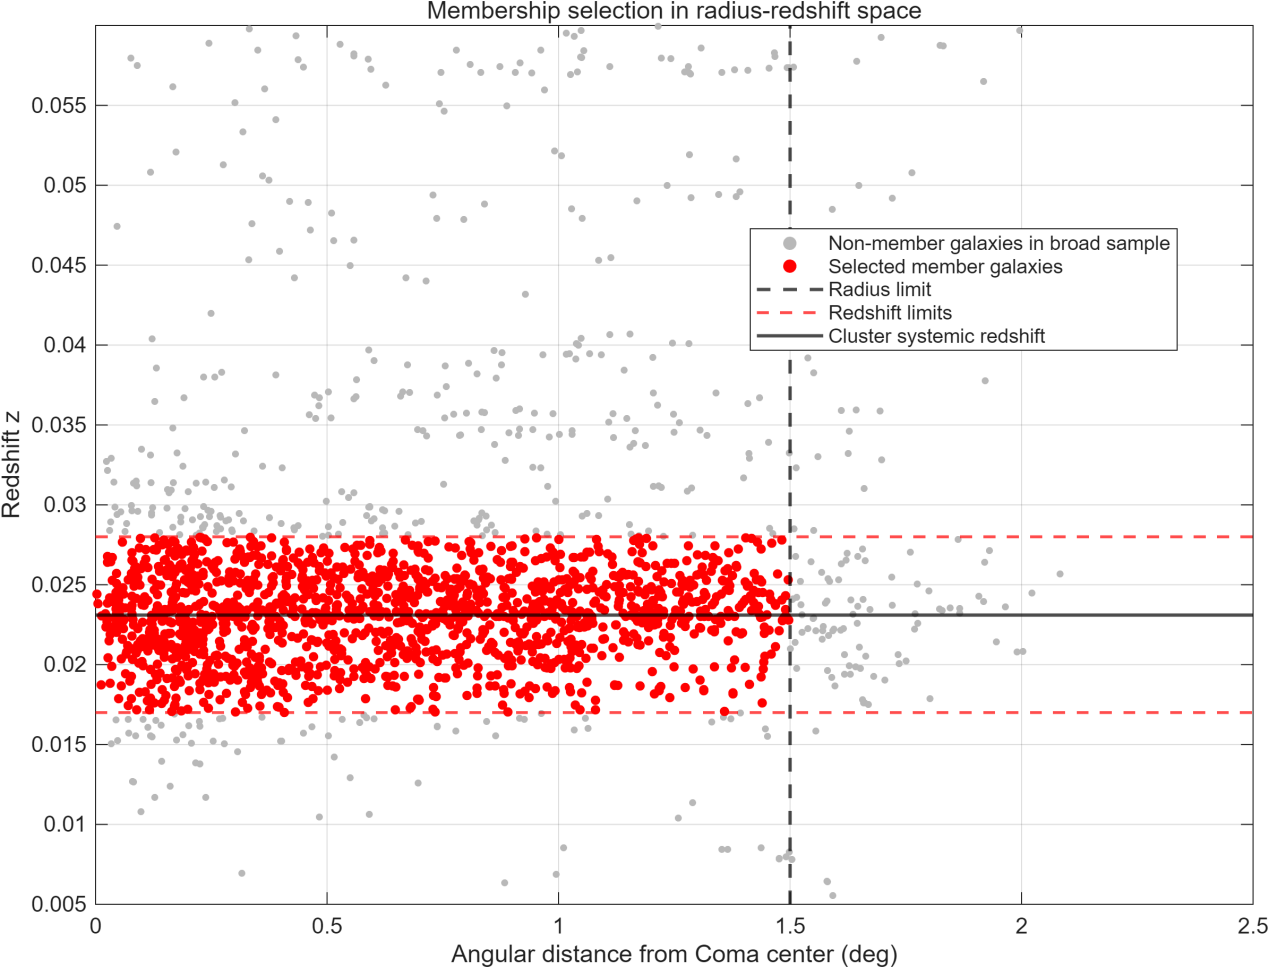 Membership selection in radius-redshift space
Redshift z
0.055
0.05
0.045
0.04
0.035
0.03
0.025
0.02
0.015
0.01
0.005
Non-member galaxies in broad sample
Selected member galaxies
Radius limit
Redshift limits
Cluster systemic redshift
0 0.5 1 1.5 2 2.5
Angular distance from Coma center (deg)